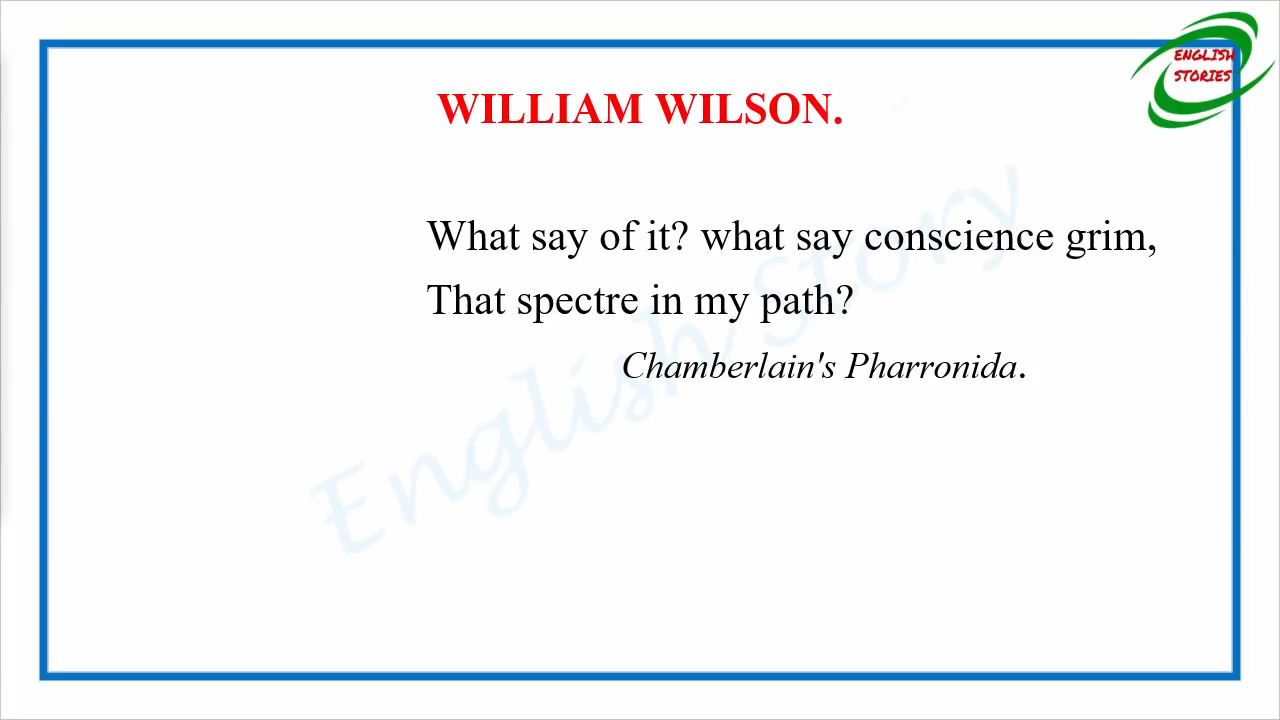 ENGLISH
STORIES
WILLIAM WILSON.
What say of it? what say conscience grim,
That spectre in my path?
Chamberlain's Pharronida.
English Story